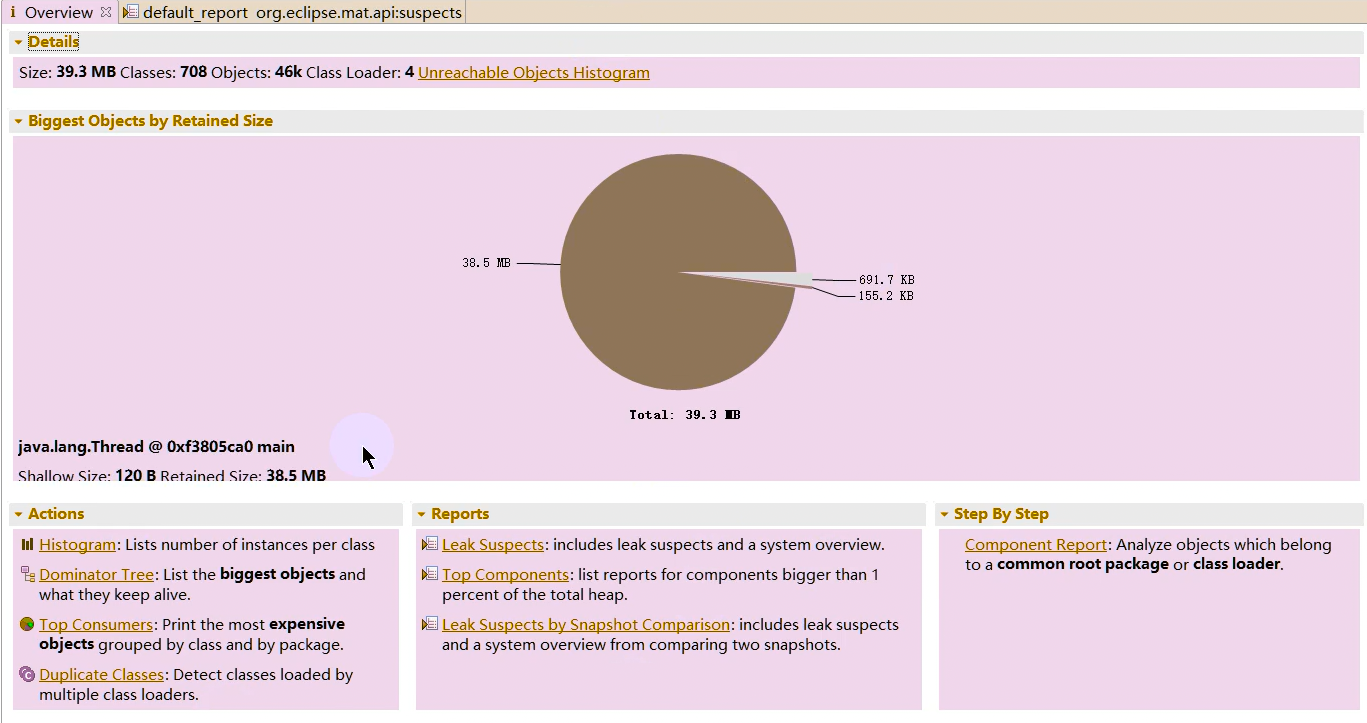 Overview
default_report org.eclipse.mat.api:suspects
Details
Size: 39.3 MB Classes: 708 Objects: 46k Class Loader: 4 Unreachable Objects Histogram
Biggest Objects by Retained Size
38.5 MB
691.7 KB
155.2 KB
Total: 39.3 MB
java.lang.Thread @ 0xf3805ca0 main
Shallow Size: 120 B Retained Size: 38.5 MB
Actions
Histogram: Lists number of instances per class
Dominator Tree: List the biggest objects and
what they keep alive.
Top Consumers: Print the most expensive
objects grouped by class and by package.
Duplicate Classes: Detect classes loaded by
multiple class loaders.
Reports
Leak Suspects: includes leak suspects and a system overview.
Top Components: list reports for components bigger than 1
percent of the total heap.
Leak Suspects by Snapshot Comparison: includes leak suspects
and a system overview from comparing two snapshots.
Step By Step
Component Report: Analyze objects which belong
to a common root package or class loader.